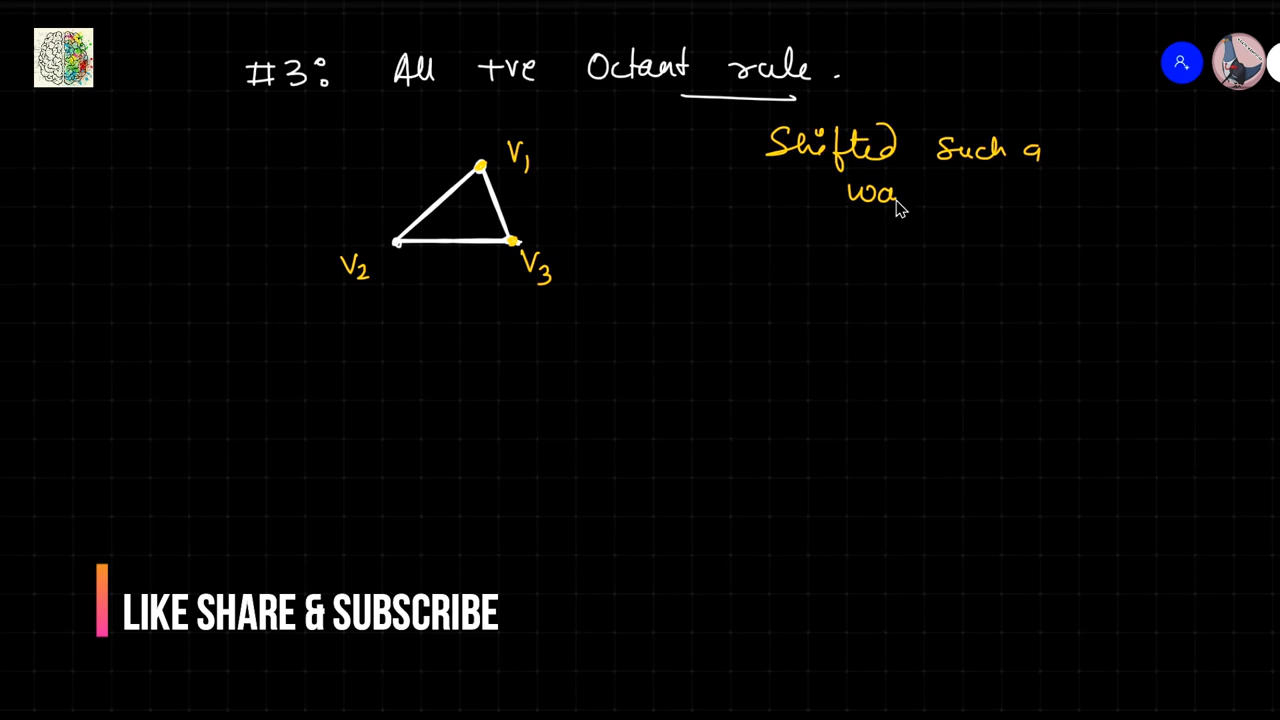 #3: All +ve Octant rule.
Shifted such a
wa
V1
V2
V3
LIKE SHARE & SUBSCRIBE